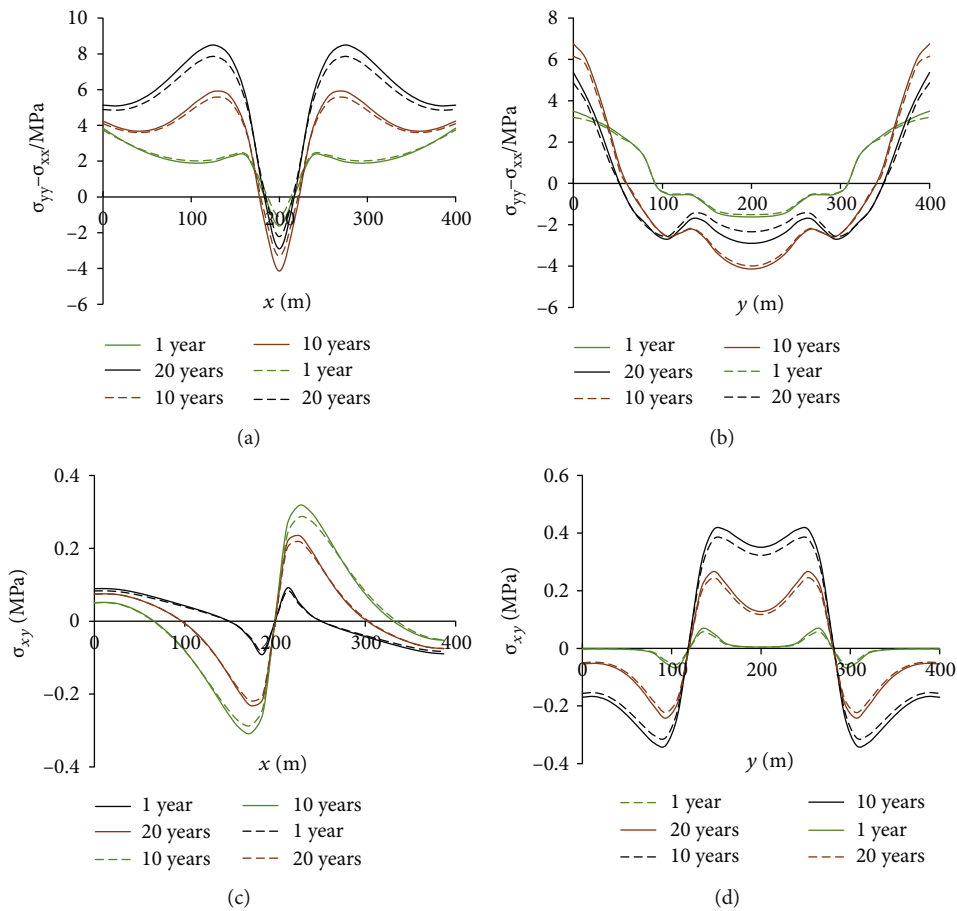 10
8
6
4
2
0
–2
–4
–6
σyy–σxx/MPa
0
100
200
300
400
x (m)
1 year
10 years
20 years
1 year
10 years
20 years
(a)
8
6
4
2
0
–2
–4
–6
σyy–σxx/MPa
0
100
200
300
400
y (m)
1 year
10 years
20 years
1 year
10 years
20 years
(b)
0.4
0.2
0
–0.2
–0.4
σxy (MPa)
0
100
200
300
400
x (m)
1 year
10 years
20 years
1 year
10 years
20 years
(c)
0.6
0.4
0.2
0
–0.2
–0.4
σxy (MPa)
0
100
200
300
400
y (m)
1 year
10 years
20 years
1 year
10 years
20 years
(d)